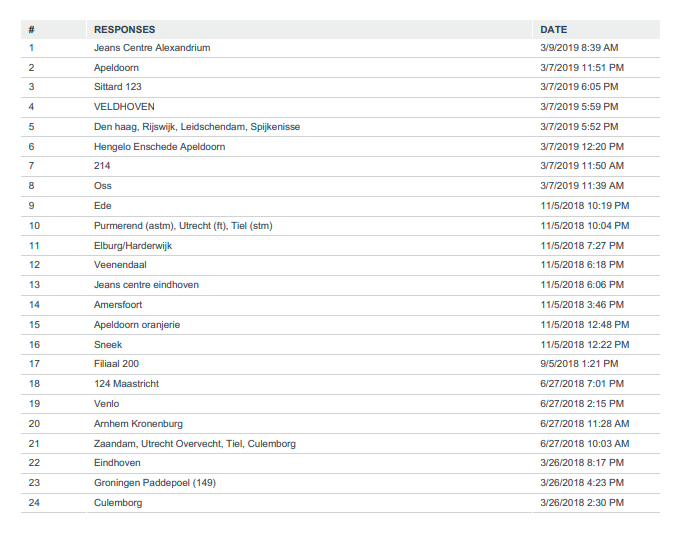 # RESPONSES DATE
1 Jeans Centre Alexandrium 3/9/2019 8:39 AM
2 Apeldoorn 3/7/2019 11:51 PM
3 Sittard 123 3/7/2019 6:05 PM
4 VELDHOVEN 3/7/2019 5:59 PM
5 Den haag, Rijswijk, Leidschendam, Spijkenisse 3/7/2019 5:52 PM
6 Hengelo Enschede Apeldoorn 3/7/2019 12:20 PM
7 214 3/7/2019 11:50 AM
8 Oss 3/7/2019 11:39 AM
9 Ede 11/5/2018 10:19 PM
10 Purmerend (astm), Utrecht (ft), Tiel (stm) 11/5/2018 10:04 PM
11 Elburg/Harderwijk 11/5/2018 7:27 PM
12 Veenendaal 11/5/2018 6:18 PM
13 Jeans centre eindhoven 11/5/2018 6:06 PM
14 Amersfoort 11/5/2018 3:46 PM
15 Apeldoorn oranjerie 11/5/2018 12:48 PM
16 Sneek 11/5/2018 12:22 PM
17 Filiaal 200 9/5/2018 1:21 PM
18 124 Maastricht 6/27/2018 7:01 PM
19 Venlo 6/27/2018 2:15 PM
20 Arnhem Kronenburg 6/27/2018 11:28 AM
21 Zaandam, Utrecht Overvecht, Tiel, Culemborg 6/27/2018 10:03 AM
22 Eindhoven 3/26/2018 8:17 PM
23 Groningen Paddepoel (149) 3/26/2018 4:23 PM
24 Culemborg 3/26/2018 2:30 PM